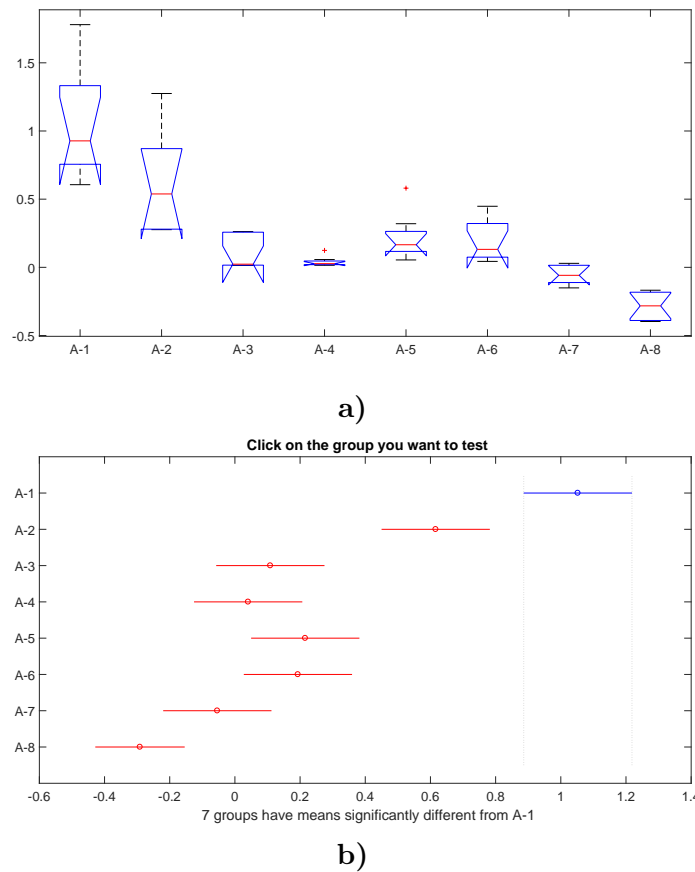 1.5
1
0.5
0
-0.5
A-1 A-2 A-3 A-4 A-5 A-6 A-7 A-8
a)
Click on the group you want to test
A-1
A-2
A-3
A-4
A-5
A-6
A-7
A-8
-0.6 -0.4 -0.2 0 0.2 0.4 0.6 0.8 1 1.2 1.4
7 groups have means significantly different from A-1
b)